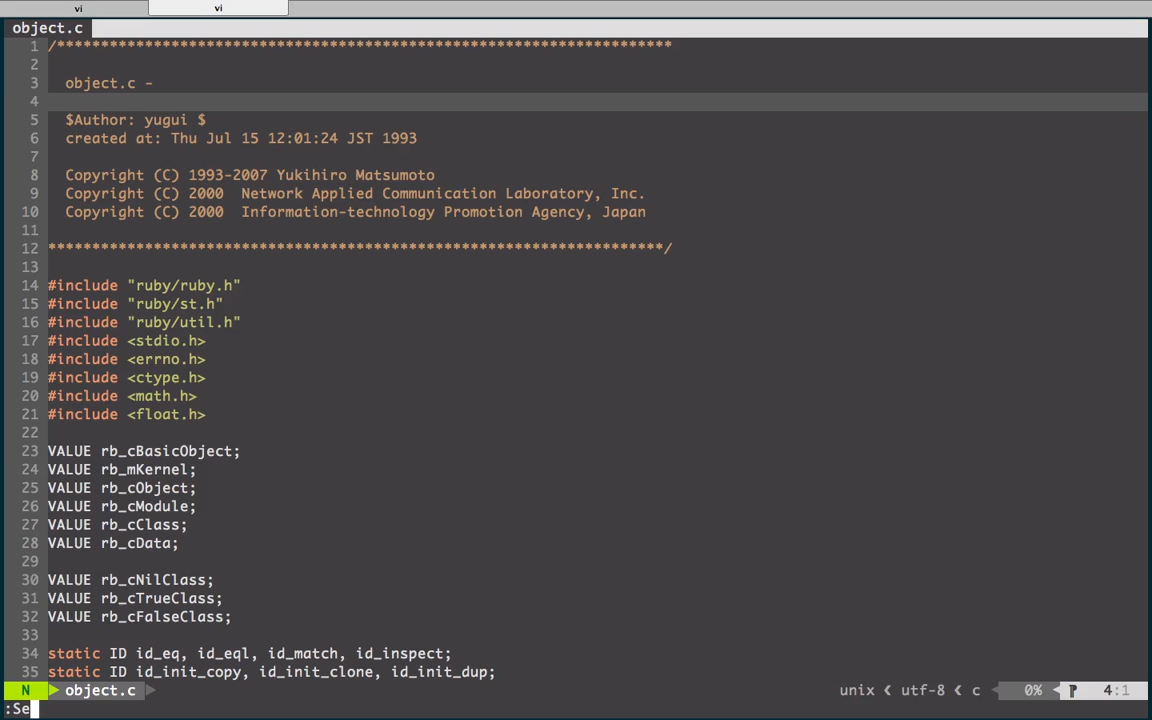 vi vi
object.c
1 /**********************************************************************
2
3 object.c -
4
5 $Author: yugui $
6 created at: Thu Jul 15 12:01:24 JST 1993
7
8 Copyright (C) 1993-2007 Yukihiro Matsumoto
9 Copyright (C) 2000  Network Applied Communication Laboratory, Inc.
10 Copyright (C) 2000  Information-technology Promotion Agency, Japan
11
12 **********************************************************************/
13
14 #include "ruby/ruby.h"
15 #include "ruby/st.h"
16 #include "ruby/util.h"
17 #include <stdio.h>
18 #include <errno.h>
19 #include <ctype.h>
20 #include <math.h>
21 #include <float.h>
22
23 VALUE rb_cBasicObject;
24 VALUE rb_mKernel;
25 VALUE rb_cObject;
26 VALUE rb_cModule;
27 VALUE rb_cClass;
28 VALUE rb_cData;
29
30 VALUE rb_cNilClass;
31 VALUE rb_cTrueClass;
32 VALUE rb_cFalseClass;
33
34 static ID id_eq, id_eql, id_match, id_inspect;
35 static ID id_init_copy, id_init_clone, id_init_dup;
N object.c unix utf-8 c 0% 4:1
:Se